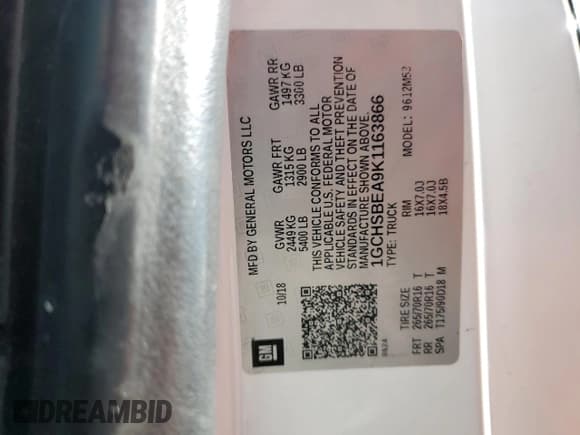 MFD BY GENERAL MOTORS LLC
10/18
GVWR GAWR FRT GAWR RR
2449 KG 1315 KG 1497 KG
5400 LB 2900 LB 3300 LB
THIS VEHICLE CONFORMS TO ALL
APPLICABLE U.S. FEDERAL MOTOR
VEHICLE SAFETY AND THEFT PREVENTION
STANDARDS IN EFFECT ON THE DATE OF
MANUFACTURE SHOWN ABOVE.
1GCHSBEA9K1163866
TYPE: TRUCK MODEL: 9612M53
TIRE SIZE RIM
FRT 265/70R16 T 16X7.0J
RR 265/70R16 T 16X7.0J
SPA T175/90D18 M 18X4.5B
GM
DREAMBID